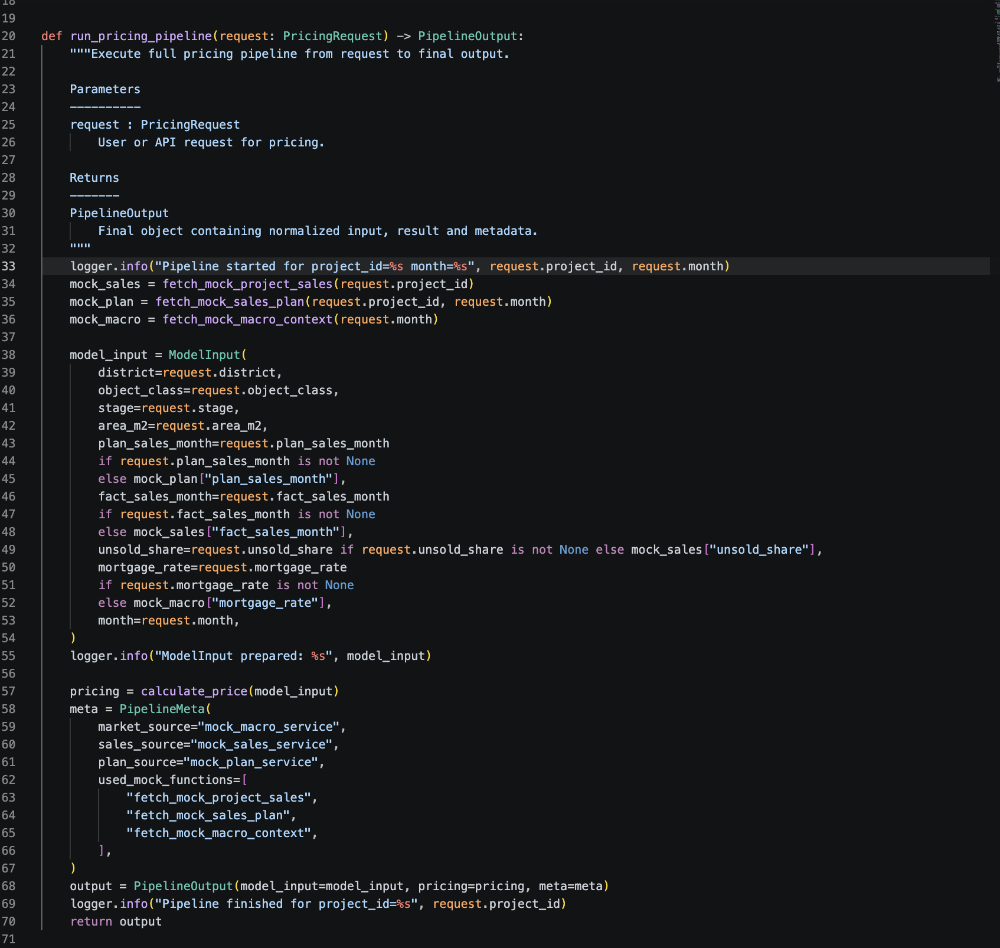 18
19
20 def run_pricing_pipeline(request: PricingRequest) -> PipelineOutput:
21     """Execute full pricing pipeline from request to final output.
22
23     Parameters
24     ----------
25     request : PricingRequest
26         User or API request for pricing.
27
28     Returns
29     -------
30     PipelineOutput
31         Final object containing normalized input, result and metadata.
32     """
33     logger.info("Pipeline started for project_id=%s month=%s", request.project_id, request.month)
34     mock_sales = fetch_mock_project_sales(request.project_id)
35     mock_plan = fetch_mock_sales_plan(request.project_id, request.month)
36     mock_macro = fetch_mock_macro_context(request.month)
37
38     model_input = ModelInput(
39         district=request.district,
40         object_class=request.object_class,
41         stage=request.stage,
42         area_m2=request.area_m2,
43         plan_sales_month=request.plan_sales_month
44         if request.plan_sales_month is not None
45         else mock_plan["plan_sales_month"],
46         fact_sales_month=request.fact_sales_month
47         if request.fact_sales_month is not None
48         else mock_sales["fact_sales_month"],
49         unsold_share=request.unsold_share if request.unsold_share is not None else mock_sales["unsold_share"],
50         mortgage_rate=request.mortgage_rate
51         if request.mortgage_rate is not None
52         else mock_macro["mortgage_rate"],
53         month=request.month,
54     )
55     logger.info("ModelInput prepared: %s", model_input)
56
57     pricing = calculate_price(model_input)
58     meta = PipelineMeta(
59         market_source="mock_macro_service",
60         sales_source="mock_sales_service",
61         plan_source="mock_plan_service",
62         used_mock_functions=[
63             "fetch_mock_project_sales",
64             "fetch_mock_sales_plan",
65             "fetch_mock_macro_context",
66         ],
67     )
68     output = PipelineOutput(model_input=model_input, pricing=pricing, meta=meta)
69     logger.info("Pipeline finished for project_id=%s", request.project_id)
70     return output
71